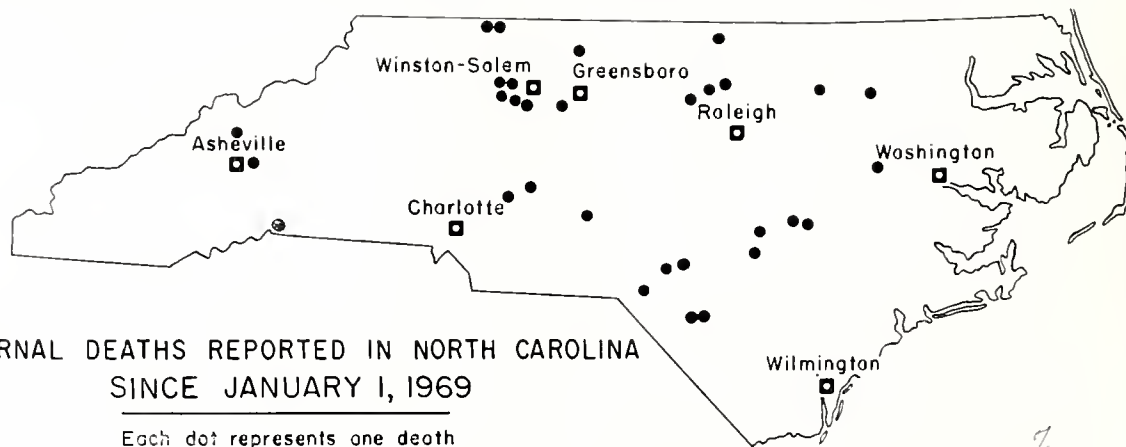 Winston-Salem
Greensboro
Raleigh
Asheville
Washington
Charlotte
RNAL DEATHS REPORTED IN NORTH CAROLINA
SINCE JANUARY 1, 1969
Wilmington
Each dot represents one death